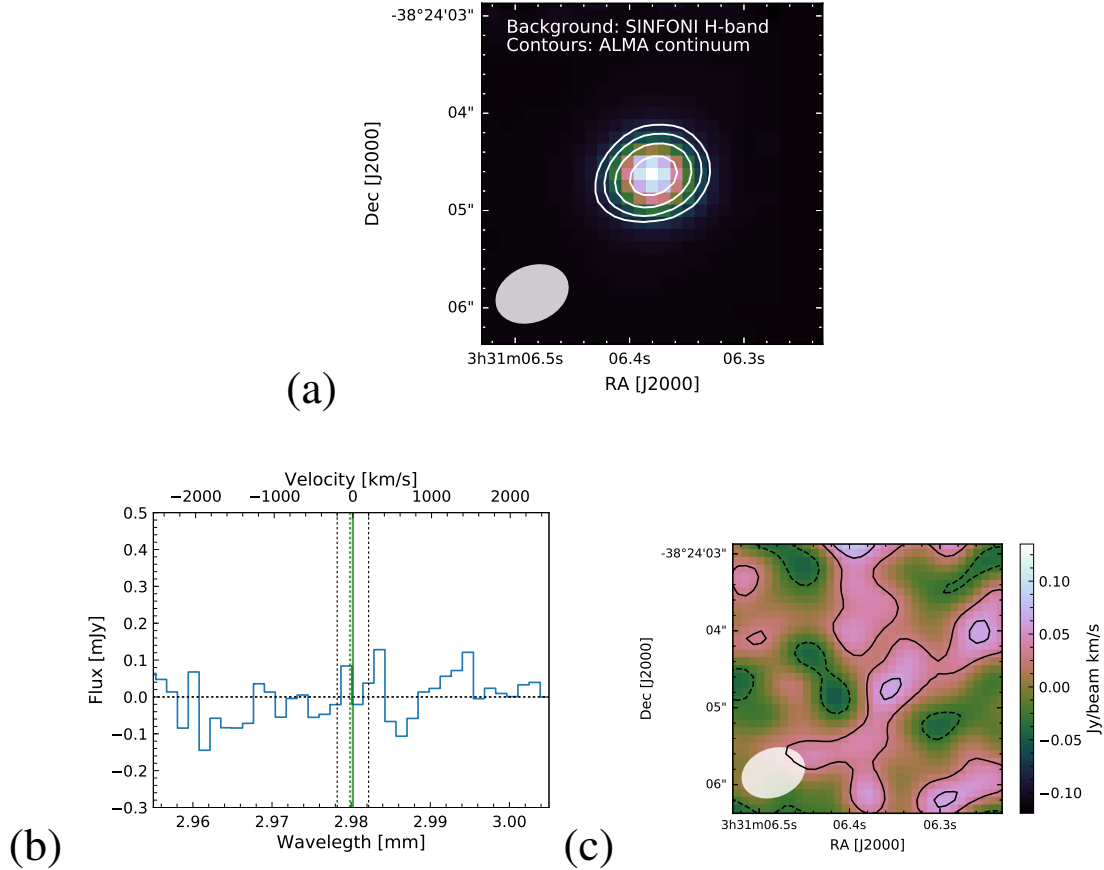 -38°24'03"
Background: SINFONI H-band
Contours: ALMA continuum
04"
05"
06"
Dec [J2000]
3h31m06.5s 06.4s 06.3s
RA [J2000]
(a)
Velocity [km/s]
−2000 −1000 0 1000 2000
0.5
0.4
0.3
0.2
0.1
0.0
−0.1
−0.2
−0.3
Flux [mJy]
2.96 2.97 2.98 2.99 3.00
Wavelegth [mm]
(b)
-38°24'03"
04"
05"
06"
Dec [J2000]
3h31m06.5s 06.4s 06.3s
RA [J2000]
0.10
0.05
0.00
−0.05
−0.10
Jy/beam km/s
(c)